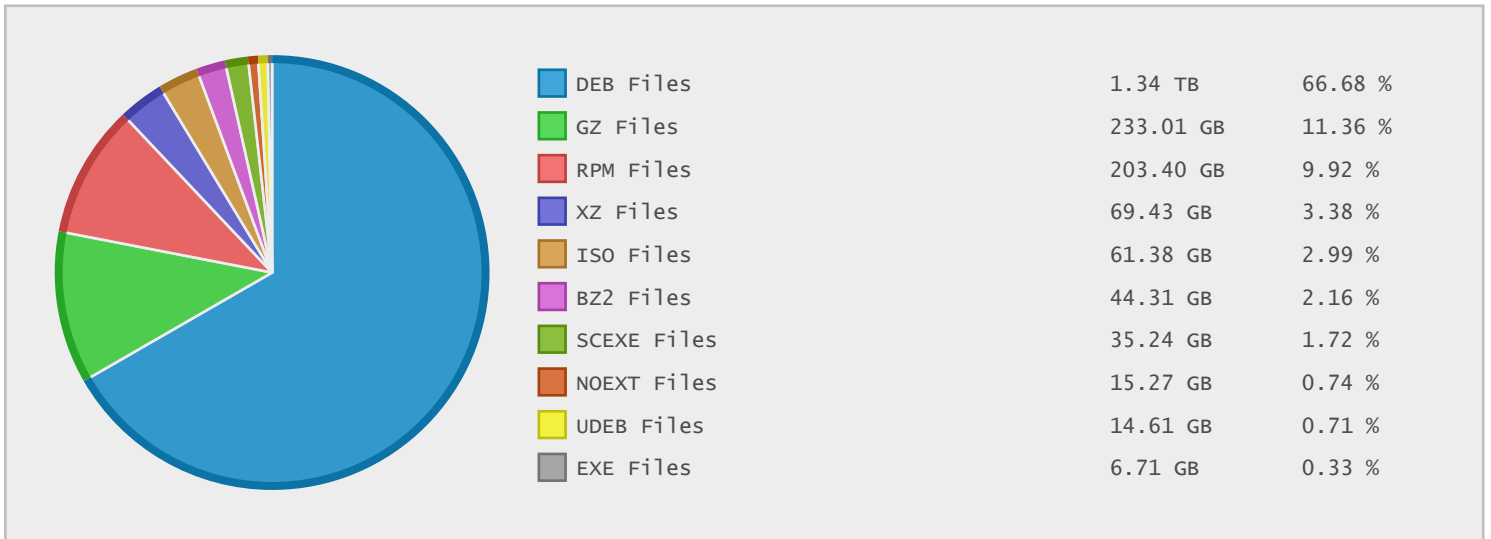 DEB Files 1.34 TB 66.68 %
GZ Files 233.01 GB 11.36 %
RPM Files 203.40 GB 9.92 %
XZ Files 69.43 GB 3.38 %
ISO Files 61.38 GB 2.99 %
BZ2 Files 44.31 GB 2.16 %
SCEXE Files 35.24 GB 1.72 %
NOEXT Files 15.27 GB 0.74 %
UDEB Files 14.61 GB 0.71 %
EXE Files 6.71 GB 0.33 %